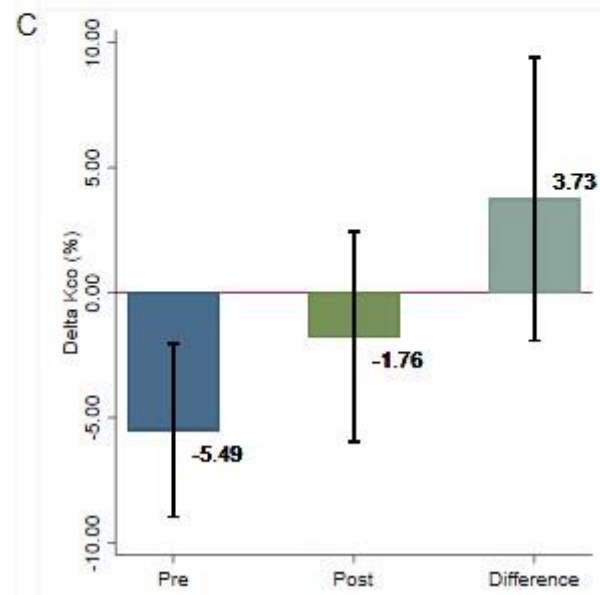 C
10.00
5.00
0.00
-5.00
-10.00
Delta Kco (%)
3.73
-1.76
-5.49
Pre Post Difference